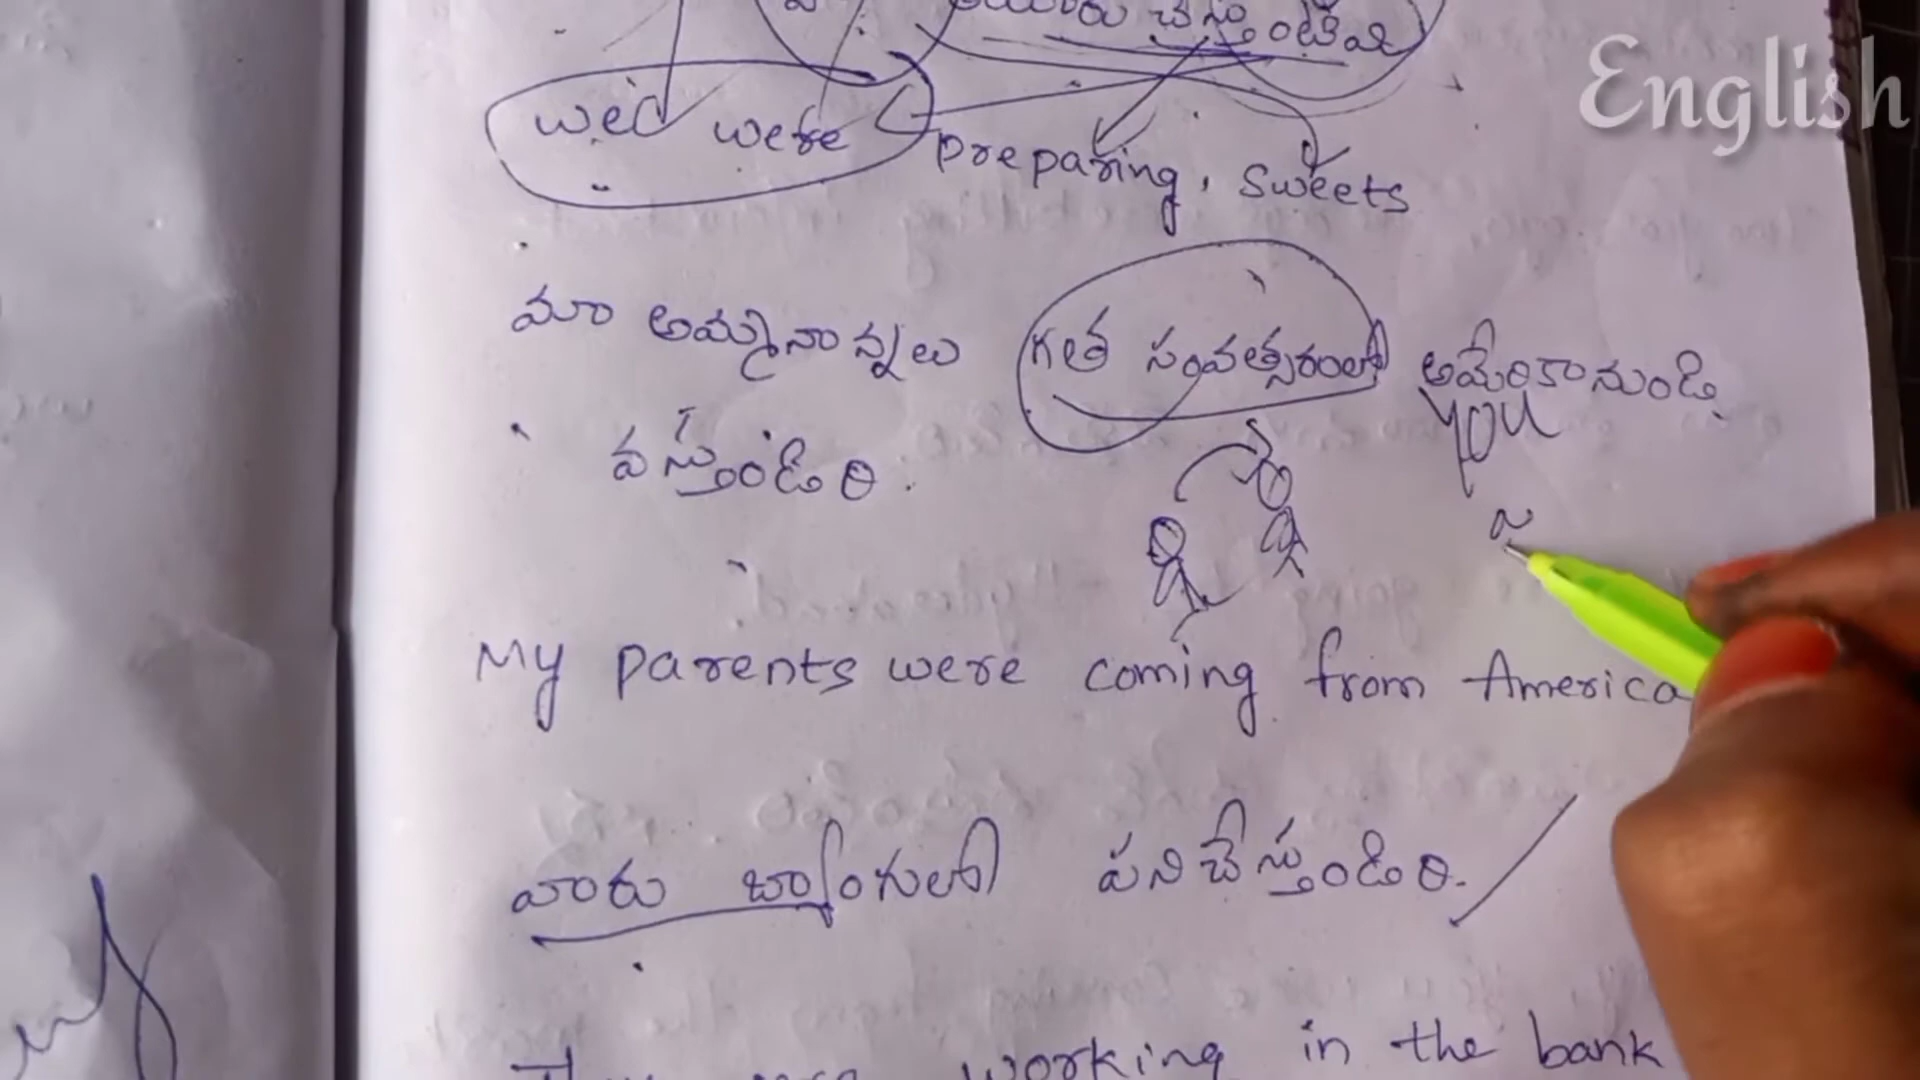 చేస్తుంటిమి
English
we were preparing, sweets
మా అమ్మానాన్నలు గత సంవత్సరంలో అమేరికానుండి
you
వస్తుండిరి.
My parents were coming from America
వారు బ్యాంగులో పనిచేస్తుండిరి.
working in the bank